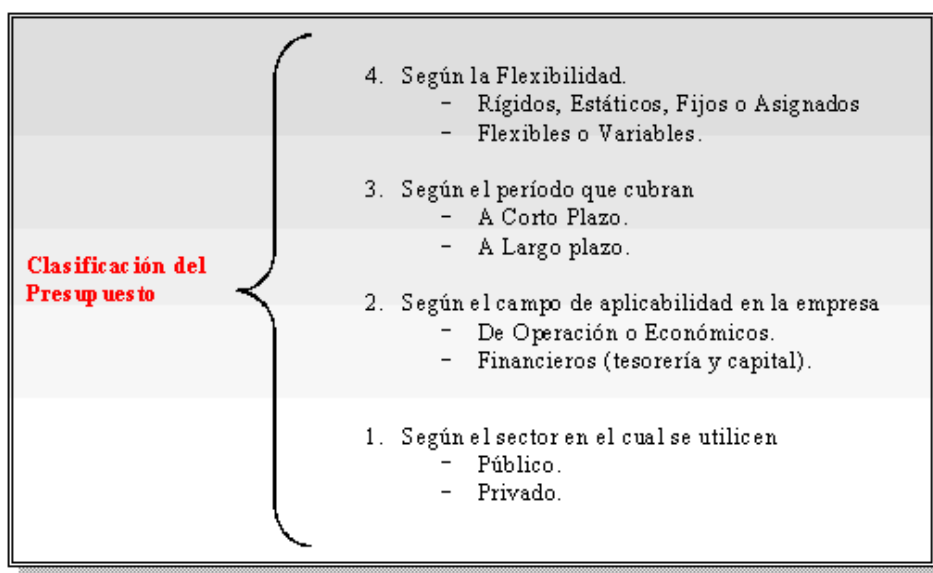 Clasificación del
Presupuesto
4. Según la Flexibilidad.
- Rígidos, Estáticos, Fijos o Asignados
- Flexibles o Variables.
3. Según el período que cubran
- A Corto Plazo.
- A Largo plazo.
2. Según el campo de aplicabilidad en la empresa
- De Operación o Económicos.
- Financieros (tesorería y capital).
1. Según el sector en el cual se utilicen
- Público.
- Privado.